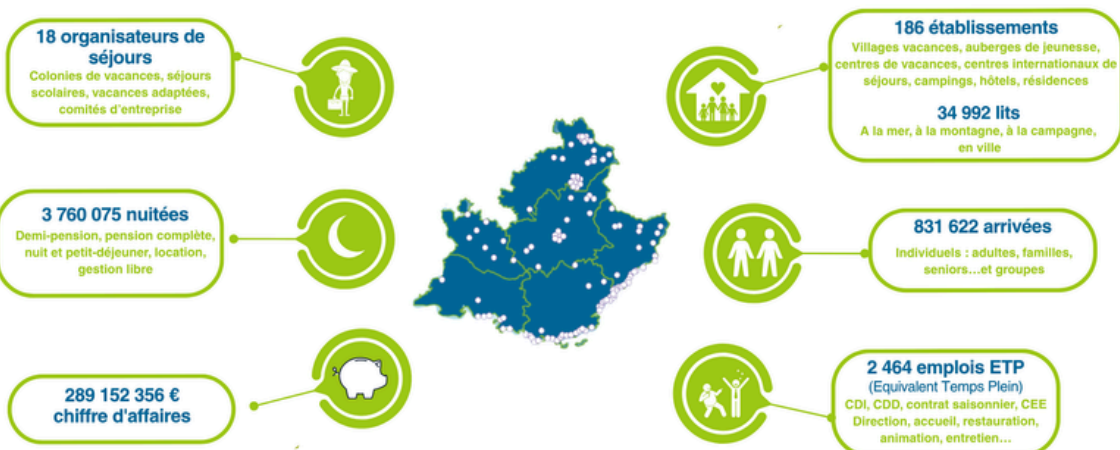 18 organisateurs de
séjours
Colonies de vacances, séjours
scolaires, vacances adaptées,
comités d'entreprise
186 établissements
Villages vacances, auberges de jeunesse,
centres de vacances, centres internationaux de
séjours, campings, hôtels, résidences
34 992 lits
A la mer, à la montagne, à la campagne,
en ville
3 760 075 nuitées
Demi-pension, pension complète,
nuit et petit-déjeuner, location,
gestion libre
831 622 arrivées
Individuels : adultes, familles,
seniors...et groupes
289 152 356 €
chiffre d'affaires
2 464 emplois ETP
(Equivalent Temps Plein)
CDI, CDD, contrat saisonnier, CEE
Direction, accueil, restauration,
animation, entretien...